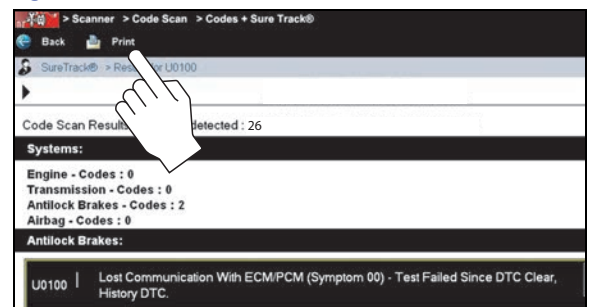 > Scanner > Code Scan > Codes + Sure Track®
Back Print
SureTrack® > Res for U0100
Code Scan Results detected : 26
Systems:
Engine - Codes : 0
Transmission - Codes : 0
Antilock Brakes - Codes : 2
Airbag - Codes : 0
Antilock Brakes:
U0100 Lost Communication With ECM/PCM (Symptom 00) - Test Failed Since DTC Clear,
History DTC.